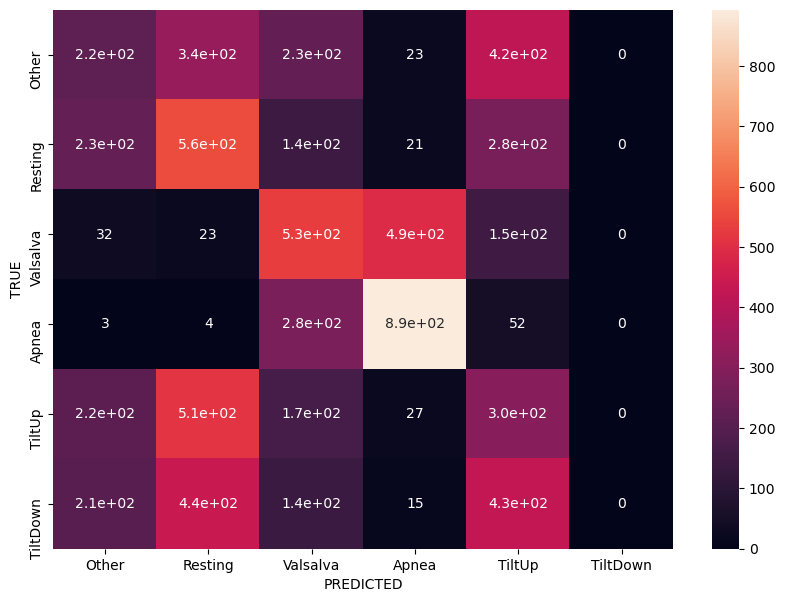 TRUE
Other 2.2e+02 3.4e+02 2.3e+02 23 4.2e+02 0
Resting 2.3e+02 5.6e+02 1.4e+02 21 2.8e+02 0
Valsalva 32 23 5.3e+02 4.9e+02 1.5e+02 0
Apnea 3 4 2.8e+02 8.9e+02 52 0
TiltUp 2.2e+02 5.1e+02 1.7e+02 27 3.0e+02 0
TiltDown 2.1e+02 4.4e+02 1.4e+02 15 4.3e+02 0
Other Resting Valsalva Apnea TiltUp TiltDown
PREDICTED
800
700
600
500
400
300
200
100
0